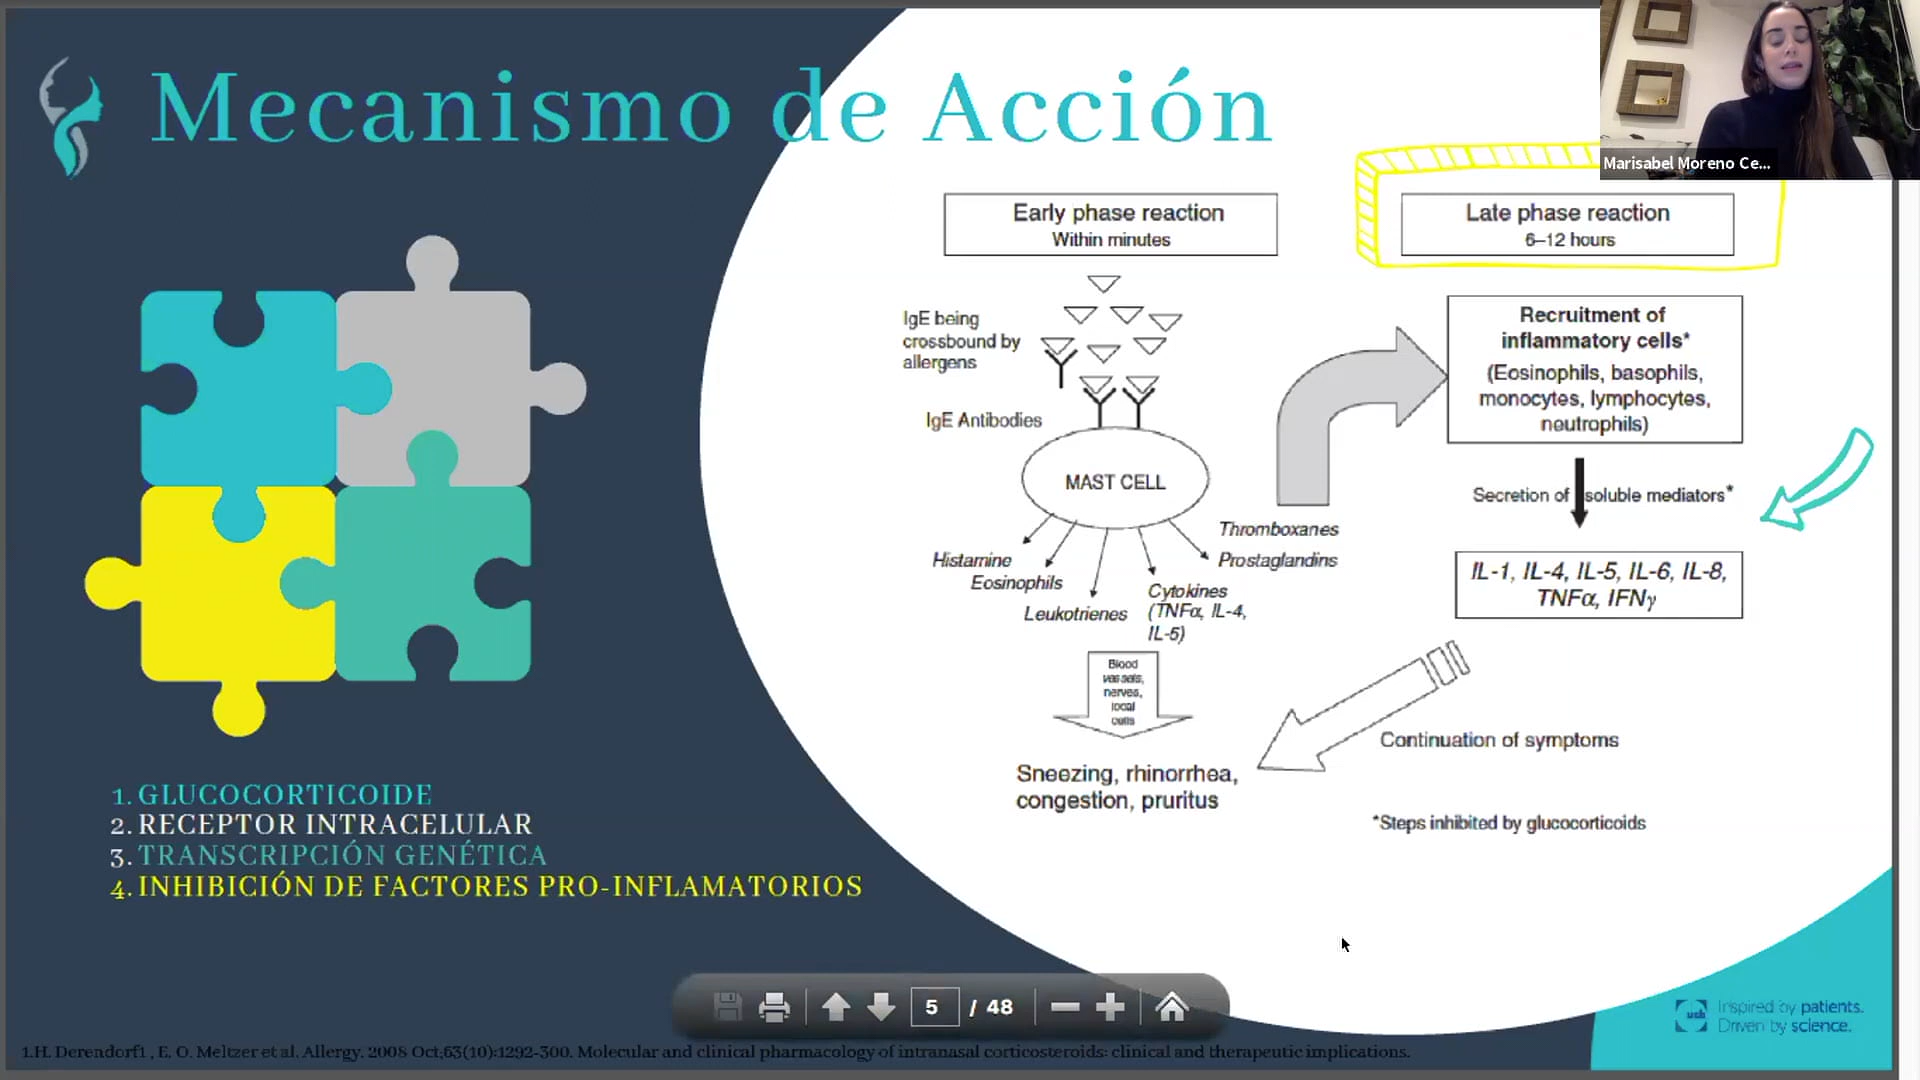 Mecanismo de Acción
Marisabel Moreno Ce...
Early phase reaction
Within minutes
Late phase reaction
6–12 hours
IgE being
crossbound by
allergens
IgE Antibodies
MAST CELL
Histamine
Eosinophils
Leukotrienes
Cytokines
(TNFα, IL-4,
IL-5)
Thromboxanes
Prostaglandins
Blood
vessels,
nerves,
local
cells
Sneezing, rhinorrhea,
congestion, pruritus
Recruitment of
inflammatory cells*
(Eosinophils, basophils,
monocytes, lymphocytes,
neutrophils)
Secretion of soluble mediators*
IL-1, IL-4, IL-5, IL-6, IL-8,
TNFα, IFNγ
Continuation of symptoms
*Steps inhibited by glucocorticoids
1. GLUCOCORTICOIDE
2. RECEPTOR INTRACELULAR
3. TRANSCRIPCIÓN GENÉTICA
4. INHIBICIÓN DE FACTORES PRO-INFLAMATORIOS
5 / 48
usb
Inspired by patients.
Driven by science.
1.H. Derendorf1 , E. O. Meltzer et al. Allergy. 2008 Oct;63(10):1292-300. Molecular and clinical pharmacology of intranasal corticosteroids: clinical and therapeutic implications.